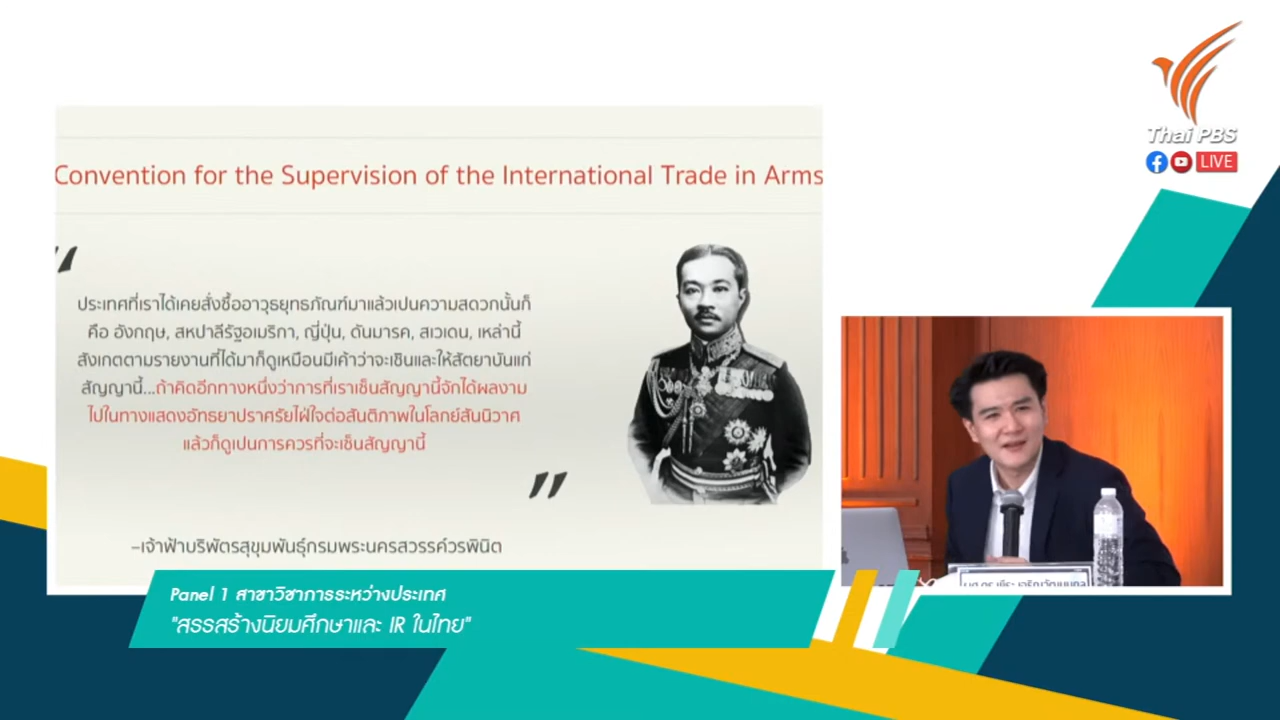 Thai PBS
LIVE
Convention for the Supervision of the International Trade in Arms
“
ประเทศที่เราได้เคยสั่งซื้ออาวุธยุทธภัณฑ์มาแล้วเปนความสดวกนั้นก็
คือ อังกฤษ, สหปาลีรัฐอเมริกา, ญี่ปุ่น, ดันมารค, สเวเดน, เหล่านี้
สังเกตตามรายงานที่ได้มาก็ดูเหมือนมีเค้าว่าจะเซินและให้สัตยาบันแก่
สัญญานี้...ถ้าคิดอีกทางหนึ่งว่าการที่เราเซ็นสัญญานี้จักได้ผลงาม
ไปในทางแสดงอัทธยาปราศรัยไฝ่ใจต่อสันติภาพในโลกย์สันนิวาศ
แล้วก็ดูเปนการควรที่จะเซ็นสัญญานี้
”
–เจ้าฟ้าบริพัตรสุขุมพันธุ์กรมพระนครสวรรค์วรพินิต
Panel 1 สาขาวิชาการระหว่างประเทศ
"สรรสร้างนิยมศึกษาและ IR ในไทย"